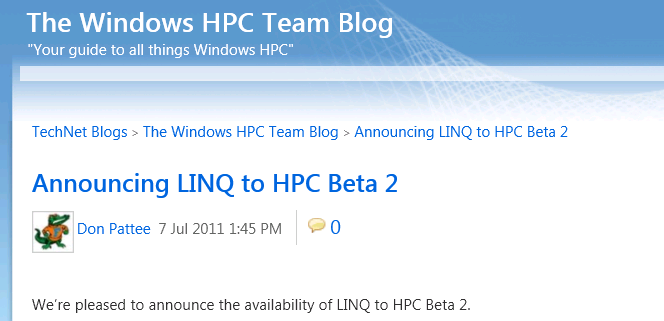 The Windows HPC Team Blog
"Your guide to all things Windows HPC"
TechNet Blogs > The Windows HPC Team Blog > Announcing LINQ to HPC Beta 2
Announcing LINQ to HPC Beta 2
Don Pattee 7 Jul 2011 1:45 PM 0
We're pleased to announce the availability of LINQ to HPC Beta 2.